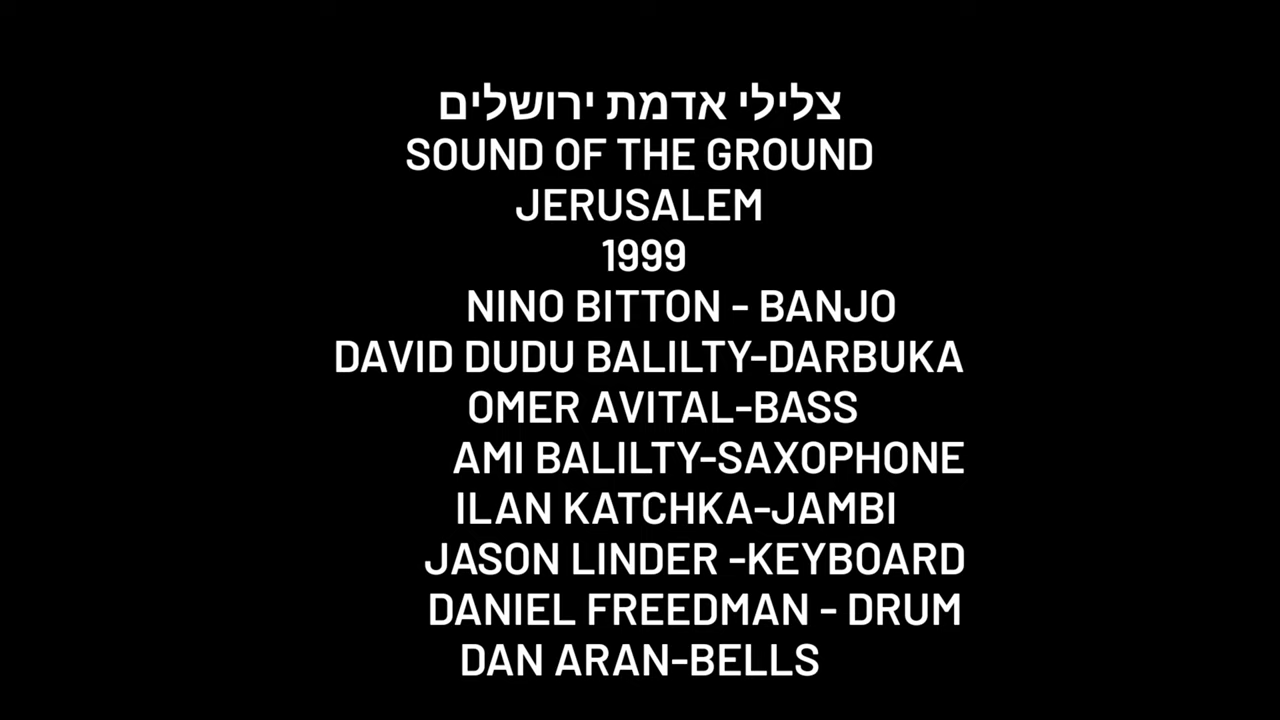 צלילי אדמת ירושלים
SOUND OF THE GROUND
JERUSALEM
1999
NINO BITTON - BANJO
DAVID DUDU BALILTY-DARBUKA
OMER AVITAL-BASS
AMI BALILTY-SAXOPHONE
ILAN KATCHKA-JAMBI
JASON LINDER -KEYBOARD
DANIEL FREEDMAN - DRUM
DAN ARAN-BELLS